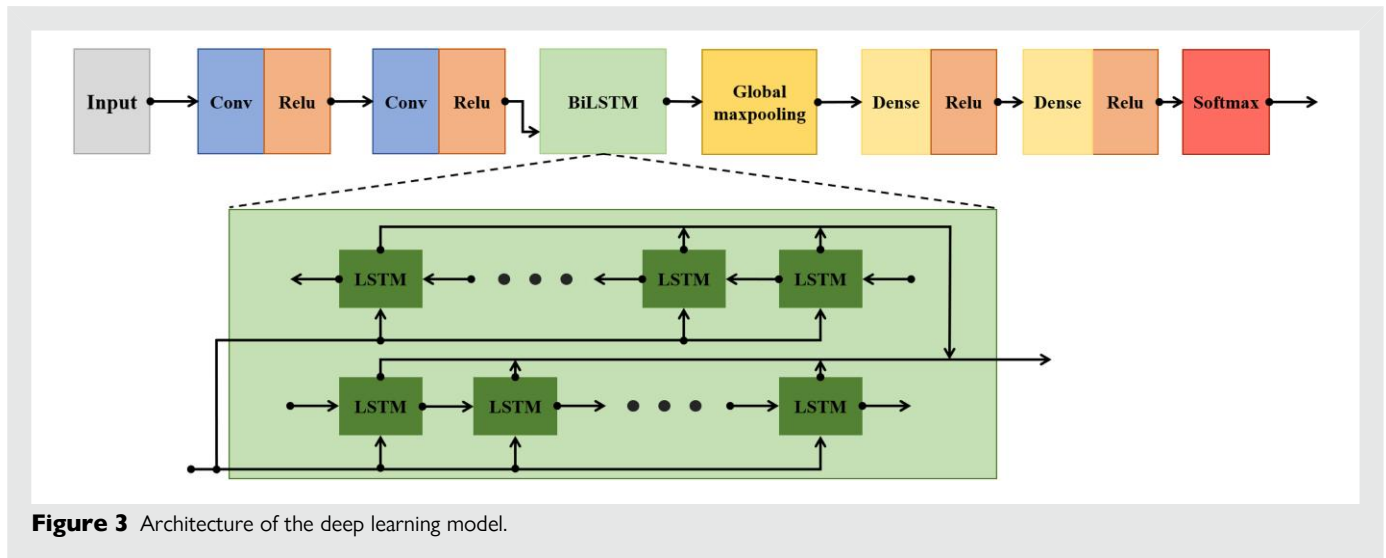 Input
Conv
Relu
Conv
Relu
BiLSTM
Global
maxpooling
Dense
Relu
Dense
Relu
Softmax
LSTM
LSTM
LSTM
LSTM
LSTM
LSTM
Figure 3 Architecture of the deep learning model.